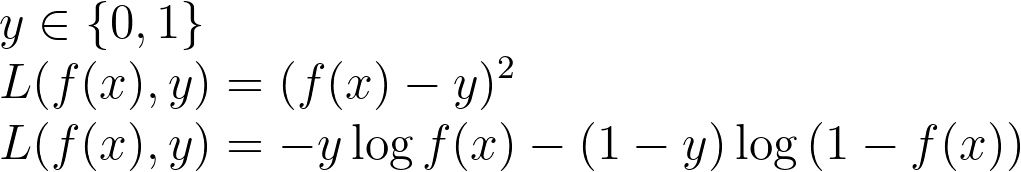 y ∈ {0, 1}
L(f(x), y) = (f(x) − y)²
L(f(x), y) = −y log f(x) − (1 − y) log (1 − f(x))